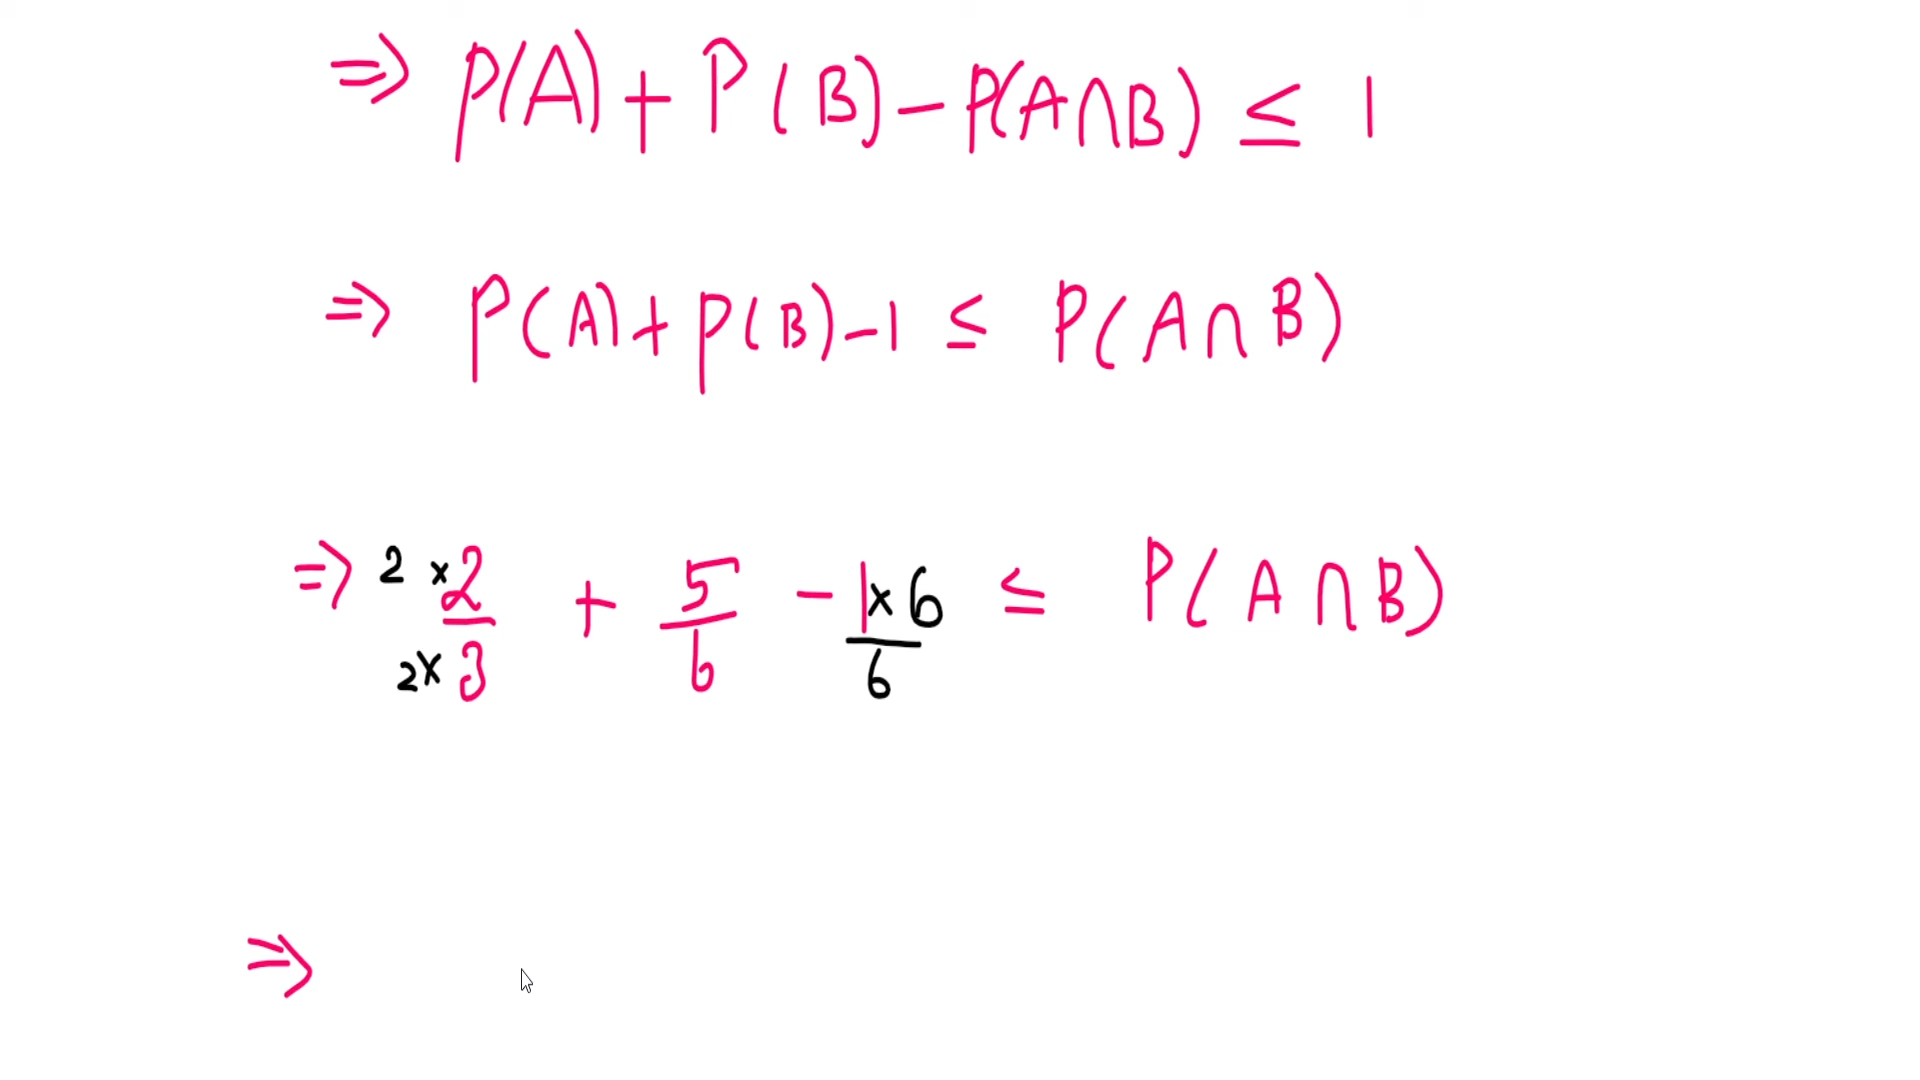 ⇒ P(A) + P(B) – P(A∩B) ≤ 1
⇒ P(A) + P(B) – 1 ≤ P(A∩B)
⇒ 2×2/2×3 + 5/6 – 1×6/6 ≤ P(A∩B)
⇒